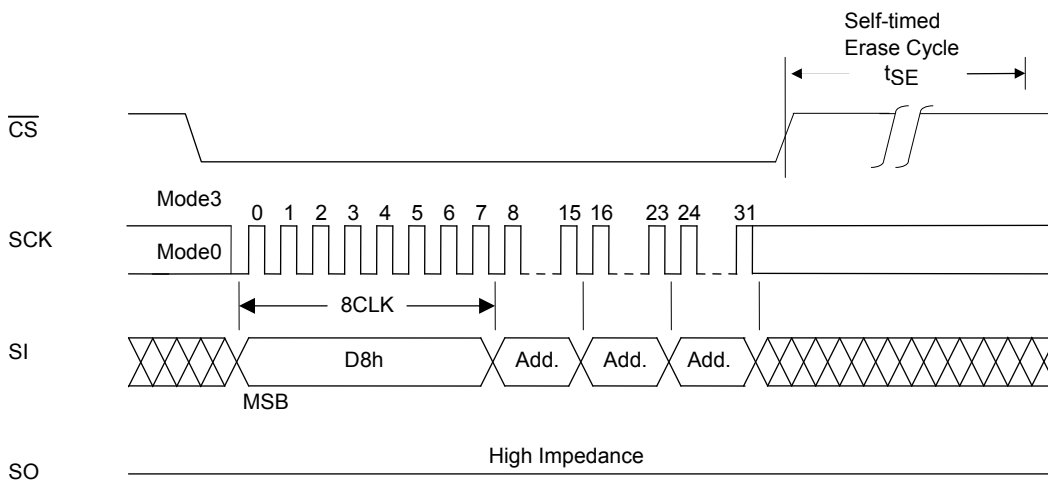 Self-timed
Erase Cycle
tSE
CS
Mode3
0 1 2 3 4 5 6 7 8 15 16 23 24 31
SCK
Mode0
8CLK
SI
D8h Add. Add. Add.
MSB
High Impedance
SO